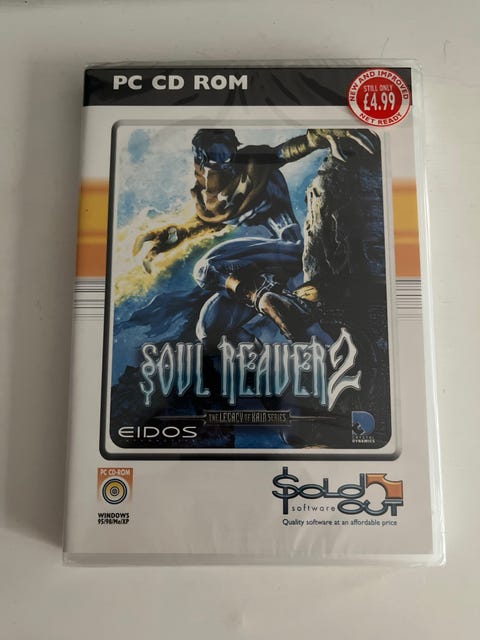 PC CD ROM
NEW AND IMPROVED
STILL ONLY
£4.99
NET READY
SOUL REAVER 2
THE LEGACY OF KAIN SERIES
EIDOS
CRYSTAL
DYNAMICS
PC CD-ROM
WINDOWS
95/98/Me/XP
Sold
software OUT
Quality software at an affordable price